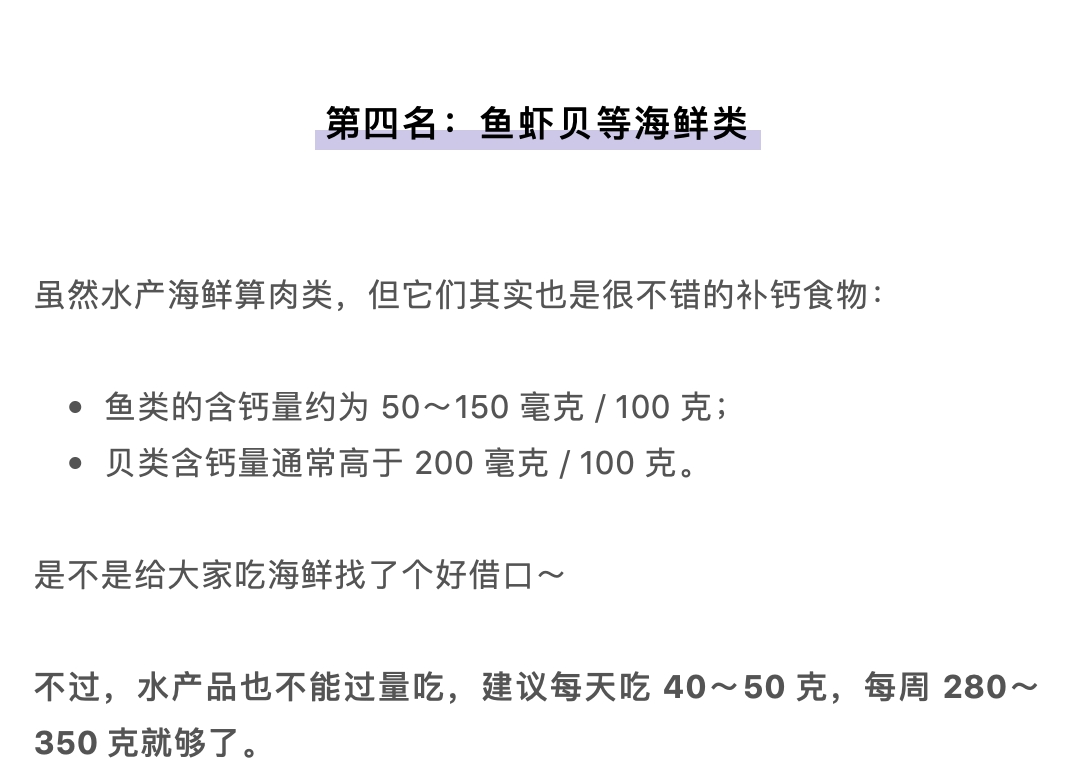 第四名：鱼虾贝等海鲜类
虽然水产海鲜算肉类，但它们其实也是很不错的补钙食物：
• 鱼类的含钙量约为 50～150 毫克 / 100 克；
• 贝类含钙量通常高于 200 毫克 / 100 克。
是不是给大家吃海鲜找了个好借口～
不过，水产品也不能过量吃，建议每天吃 40～50 克，每周 280～
350 克就够了。